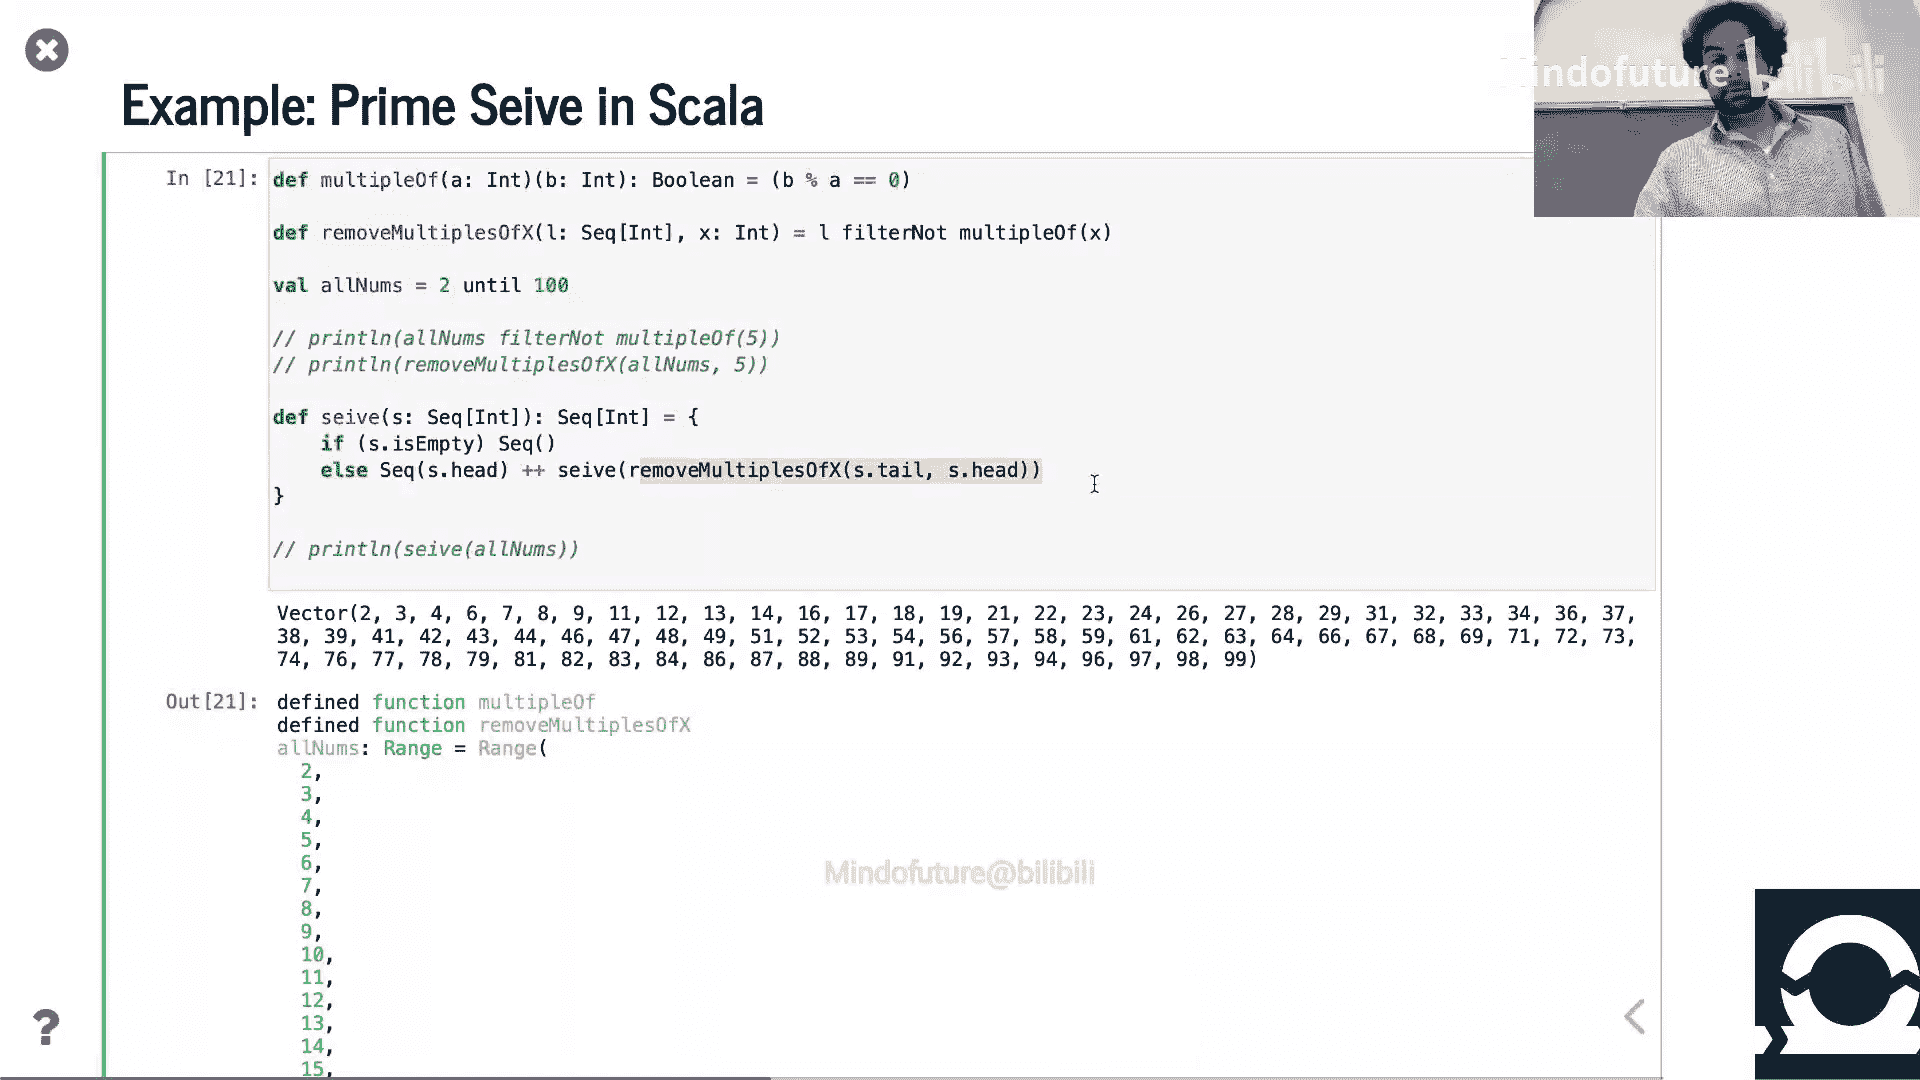 Example: Prime Seive in Scala
Mindofuture bilibili
In [21]:
def multipleOf(a: Int)(b: Int): Boolean = (b % a == 0)
def removeMultiplesOfX(l: Seq[Int], x: Int) = l filterNot multipleOf(x)
val allNums = 2 until 100
// println(allNums filterNot multipleOf(5))
// println(removeMultiplesOfX(allNums, 5))
def seive(s: Seq[Int]): Seq[Int] = {
if (s.isEmpty) Seq()
else Seq(s.head) ++ seive(removeMultiplesOfX(s.tail, s.head))
}
// println(seive(allNums))
Vector(2, 3, 4, 6, 7, 8, 9, 11, 12, 13, 14, 16, 17, 18, 19, 21, 22, 23, 24, 26, 27, 28, 29, 31, 32, 33, 34, 36, 37,
38, 39, 41, 42, 43, 44, 46, 47, 48, 49, 51, 52, 53, 54, 56, 57, 58, 59, 61, 62, 63, 64, 66, 67, 68, 69, 71, 72, 73,
74, 76, 77, 78, 79, 81, 82, 83, 84, 86, 87, 88, 89, 91, 92, 93, 94, 96, 97, 98, 99)
Out[21]:
defined function multipleOf
defined function removeMultiplesOfX
allNums: Range = Range(
2,
3,
4,
5,
6,
7,
8,
9,
10,
11,
12,
13,
14,
15,
Mindofuture@bilibili
?